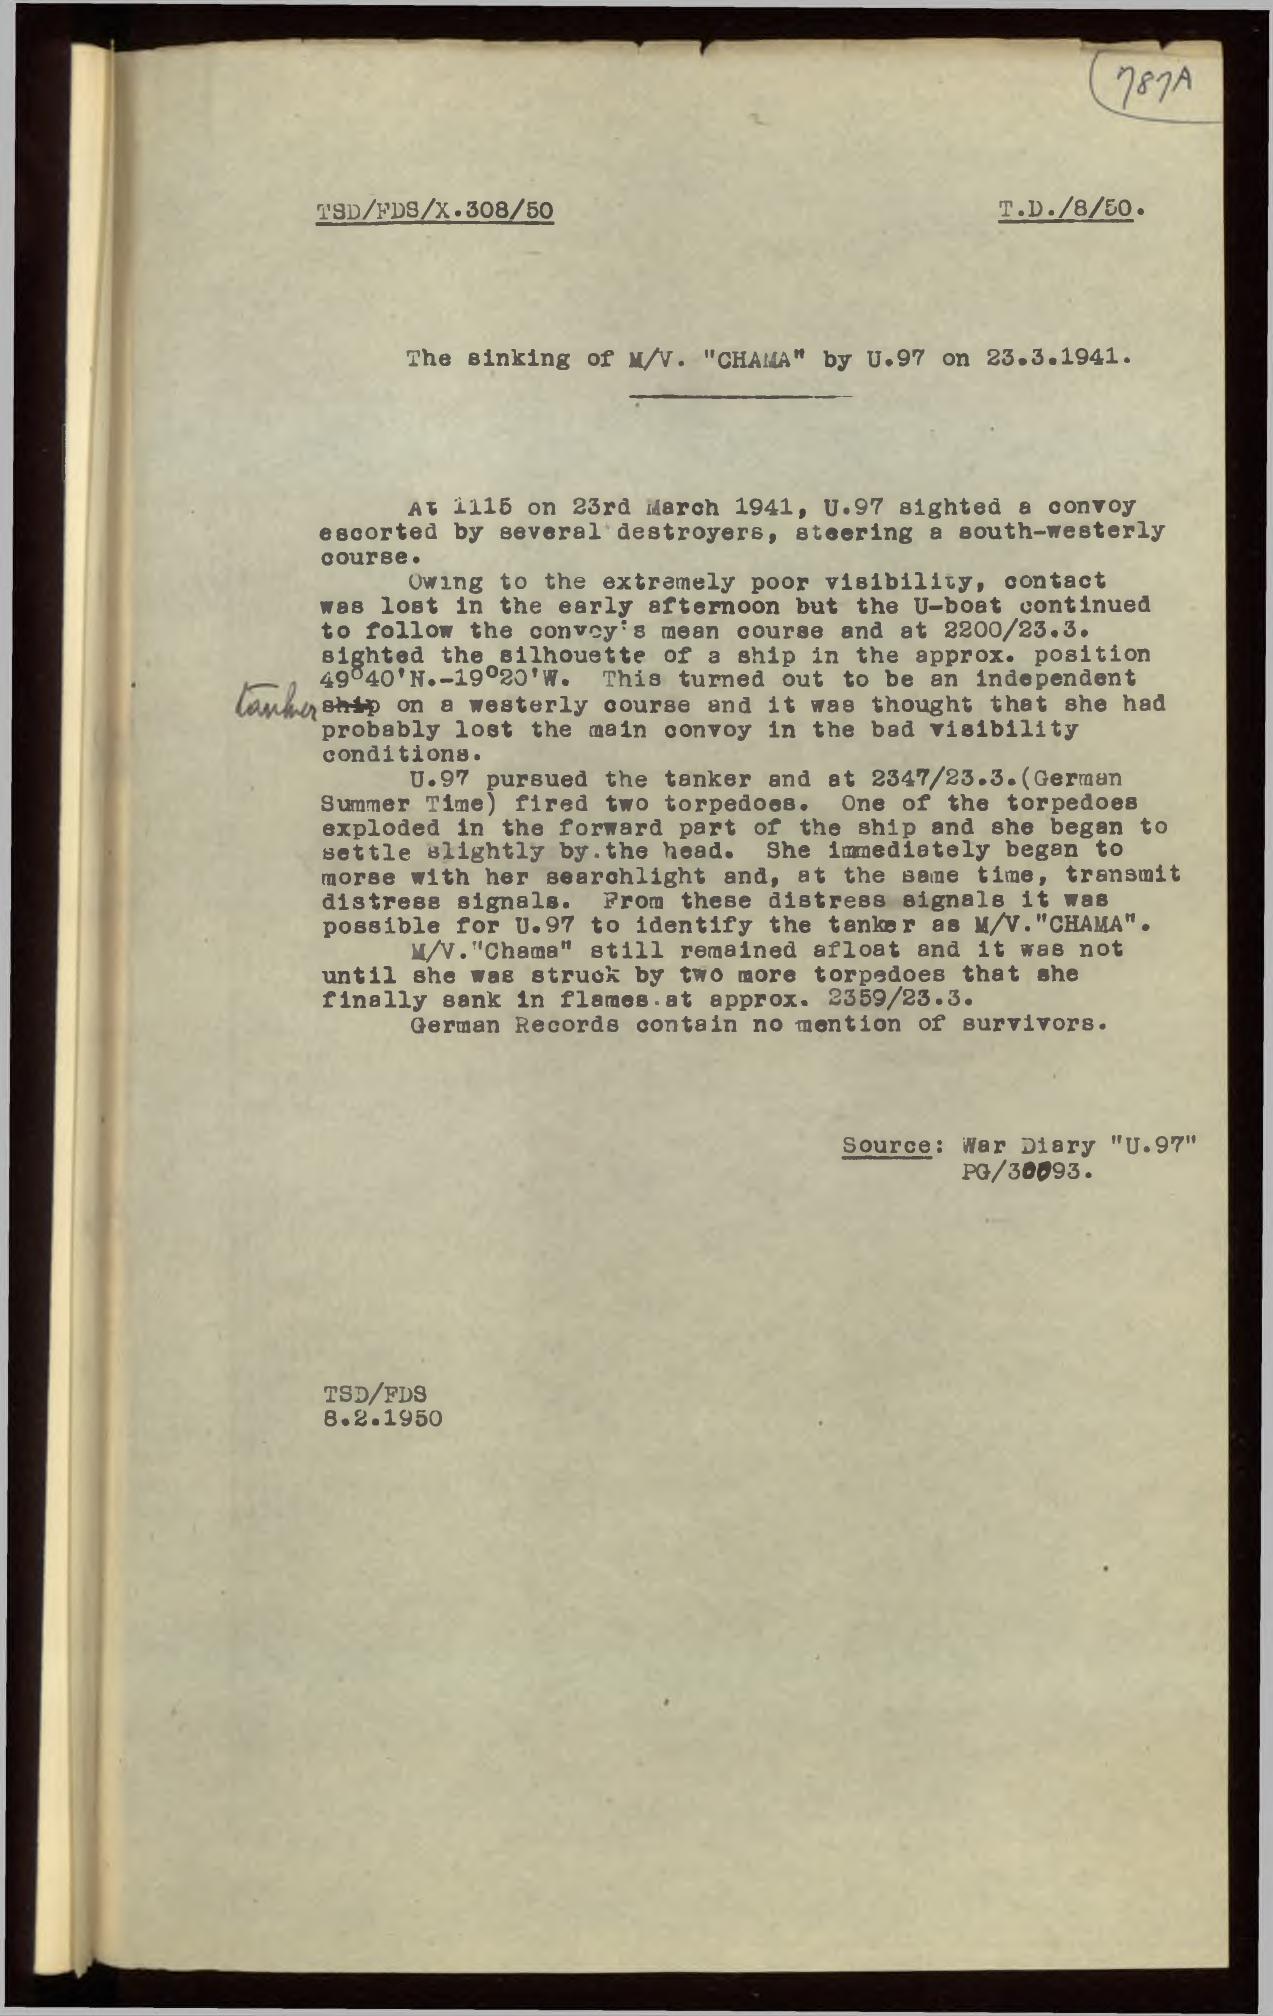 787A
TSD/FDS/X.308/50 T.D./8/50.
The sinking of M/V. "CHAMA" by U.97 on 23.3.1941.
At 1115 on 23rd March 1941, U.97 sighted a convoy
escorted by several destroyers, steering a south-westerly
course.
Owing to the extremely poor visibility, contact
was lost in the early afternoon but the U-boat continued
to follow the convoy's mean course and at 2200/23.3.
sighted the silhouette of a ship in the approx. position
49°40'N.-19°20'W. This turned out to be an independent
tanker ship on a westerly course and it was thought that she had
probably lost the main convoy in the bad visibility
conditions.
U.97 pursued the tanker and at 2347/23.3.(German
Summer Time) fired two torpedoes. One of the torpedoes
exploded in the forward part of the ship and she began to
settle slightly by.the head. She immediately began to
morse with her searchlight and, at the same time, transmit
distress signals. From these distress signals it was
possible for U.97 to identify the tanker as M/V."CHAMA".
M/V."Chama" still remained afloat and it was not
until she was struck by two more torpedoes that she
finally sank in flames.at approx. 2359/23.3.
German Records contain no mention of survivors.
Source: War Diary "U.97"
PG/30093.
TSD/FDS
8.2.1950